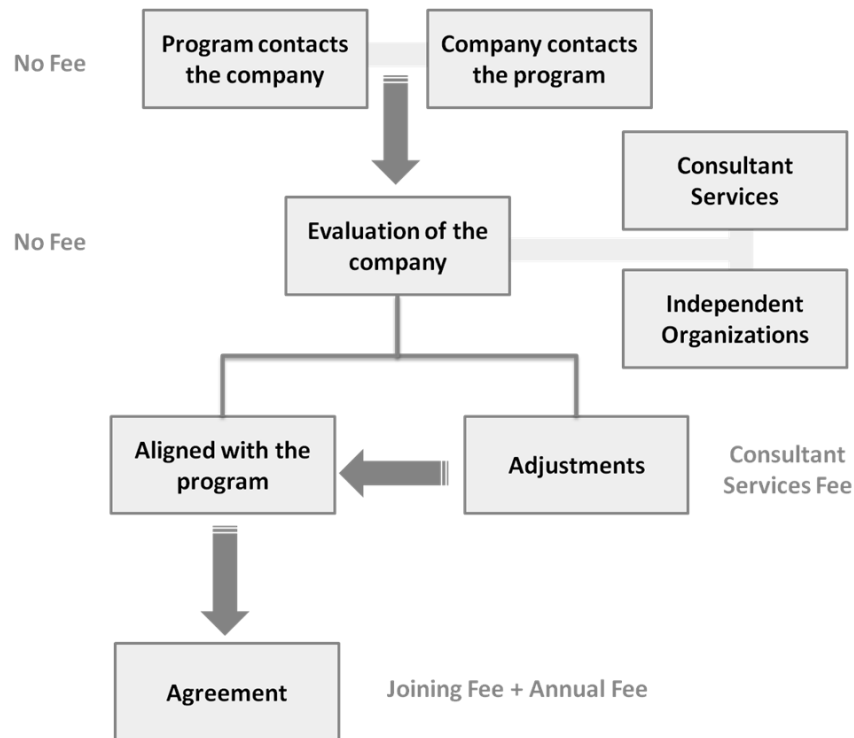 Program contacts
the company
Company contacts
the program
No Fee
Consultant
Services
Evaluation of the
company
No Fee
Independent
Organizations
Aligned with the
program
Adjustments
Consultant
Services Fee
Agreement
Joining Fee + Annual Fee